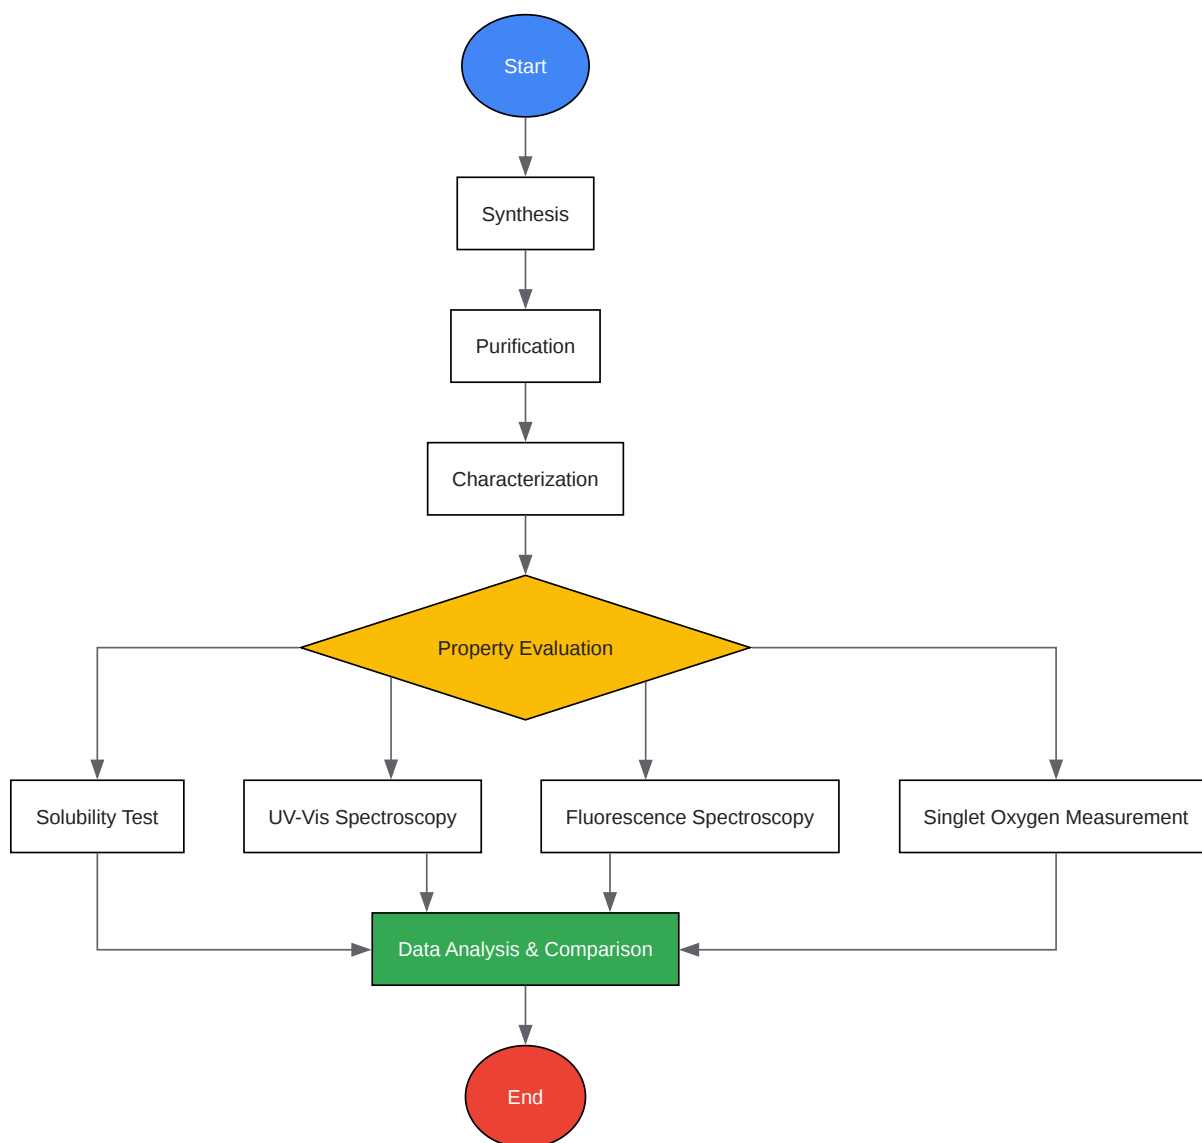 Start
Synthesis
Purification
Characterization
Property Evaluation
Solubility Test
UV-Vis Spectroscopy
Fluorescence Spectroscopy
Singlet Oxygen Measurement
Data Analysis & Comparison
End